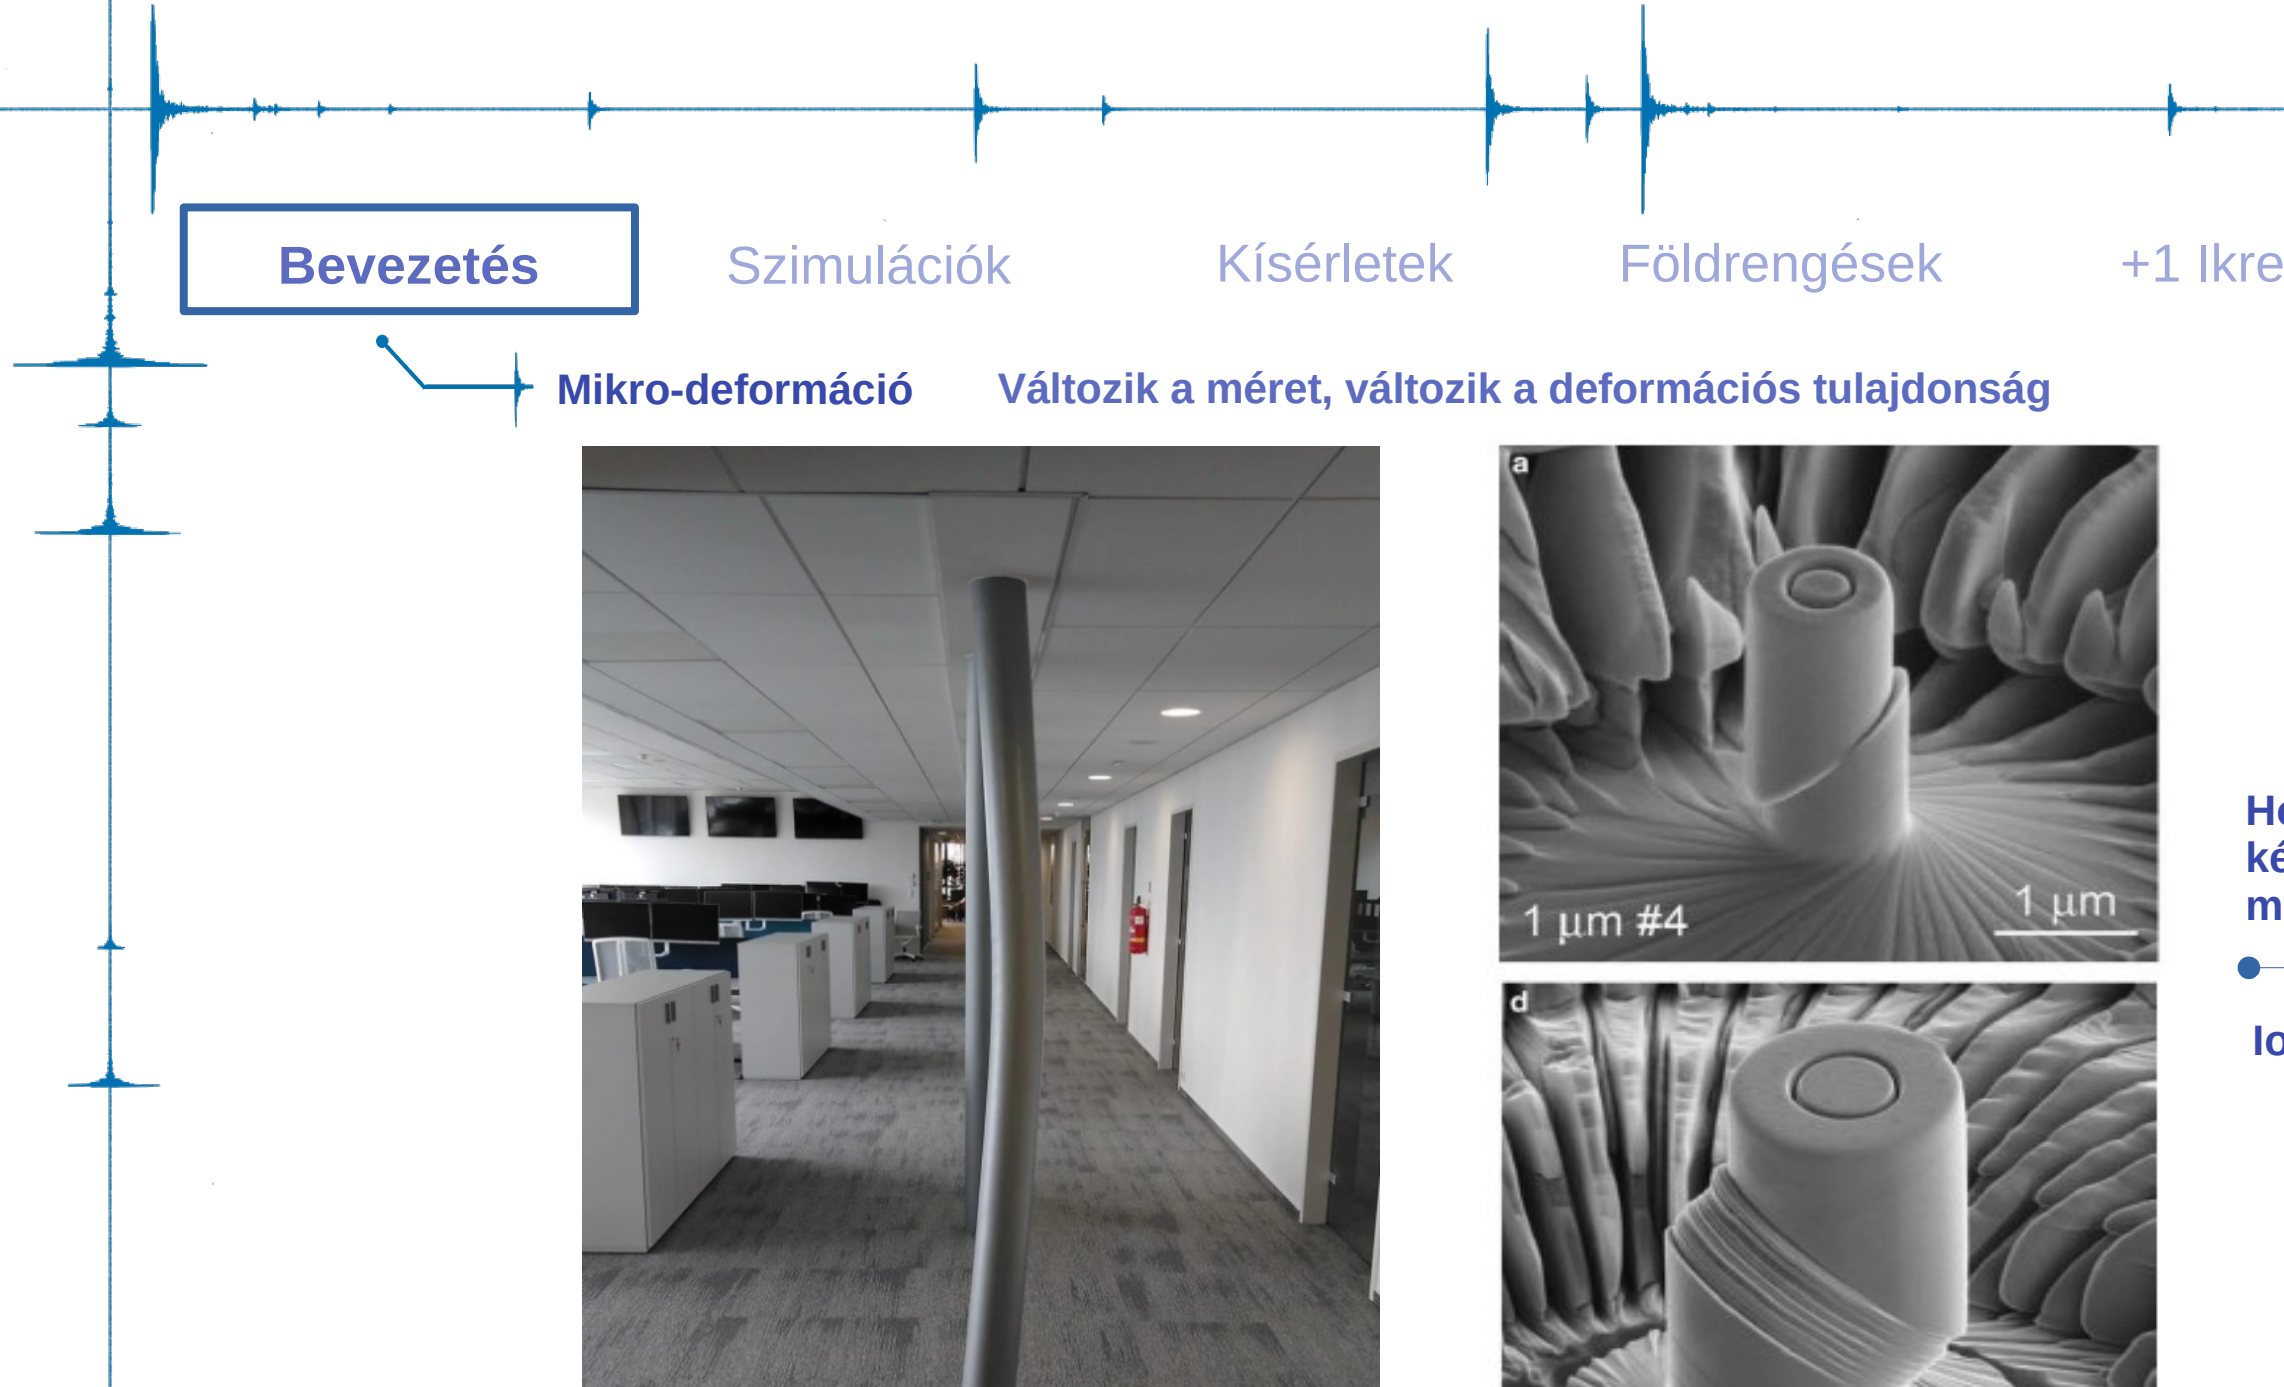 Bevezetés
Szimulációk
Kísérletek
Földrengések
+1 Ikre
Mikro-deformáció
Változik a méret, változik a deformációs tulajdonság
a
1 μm #4
1 μm
d